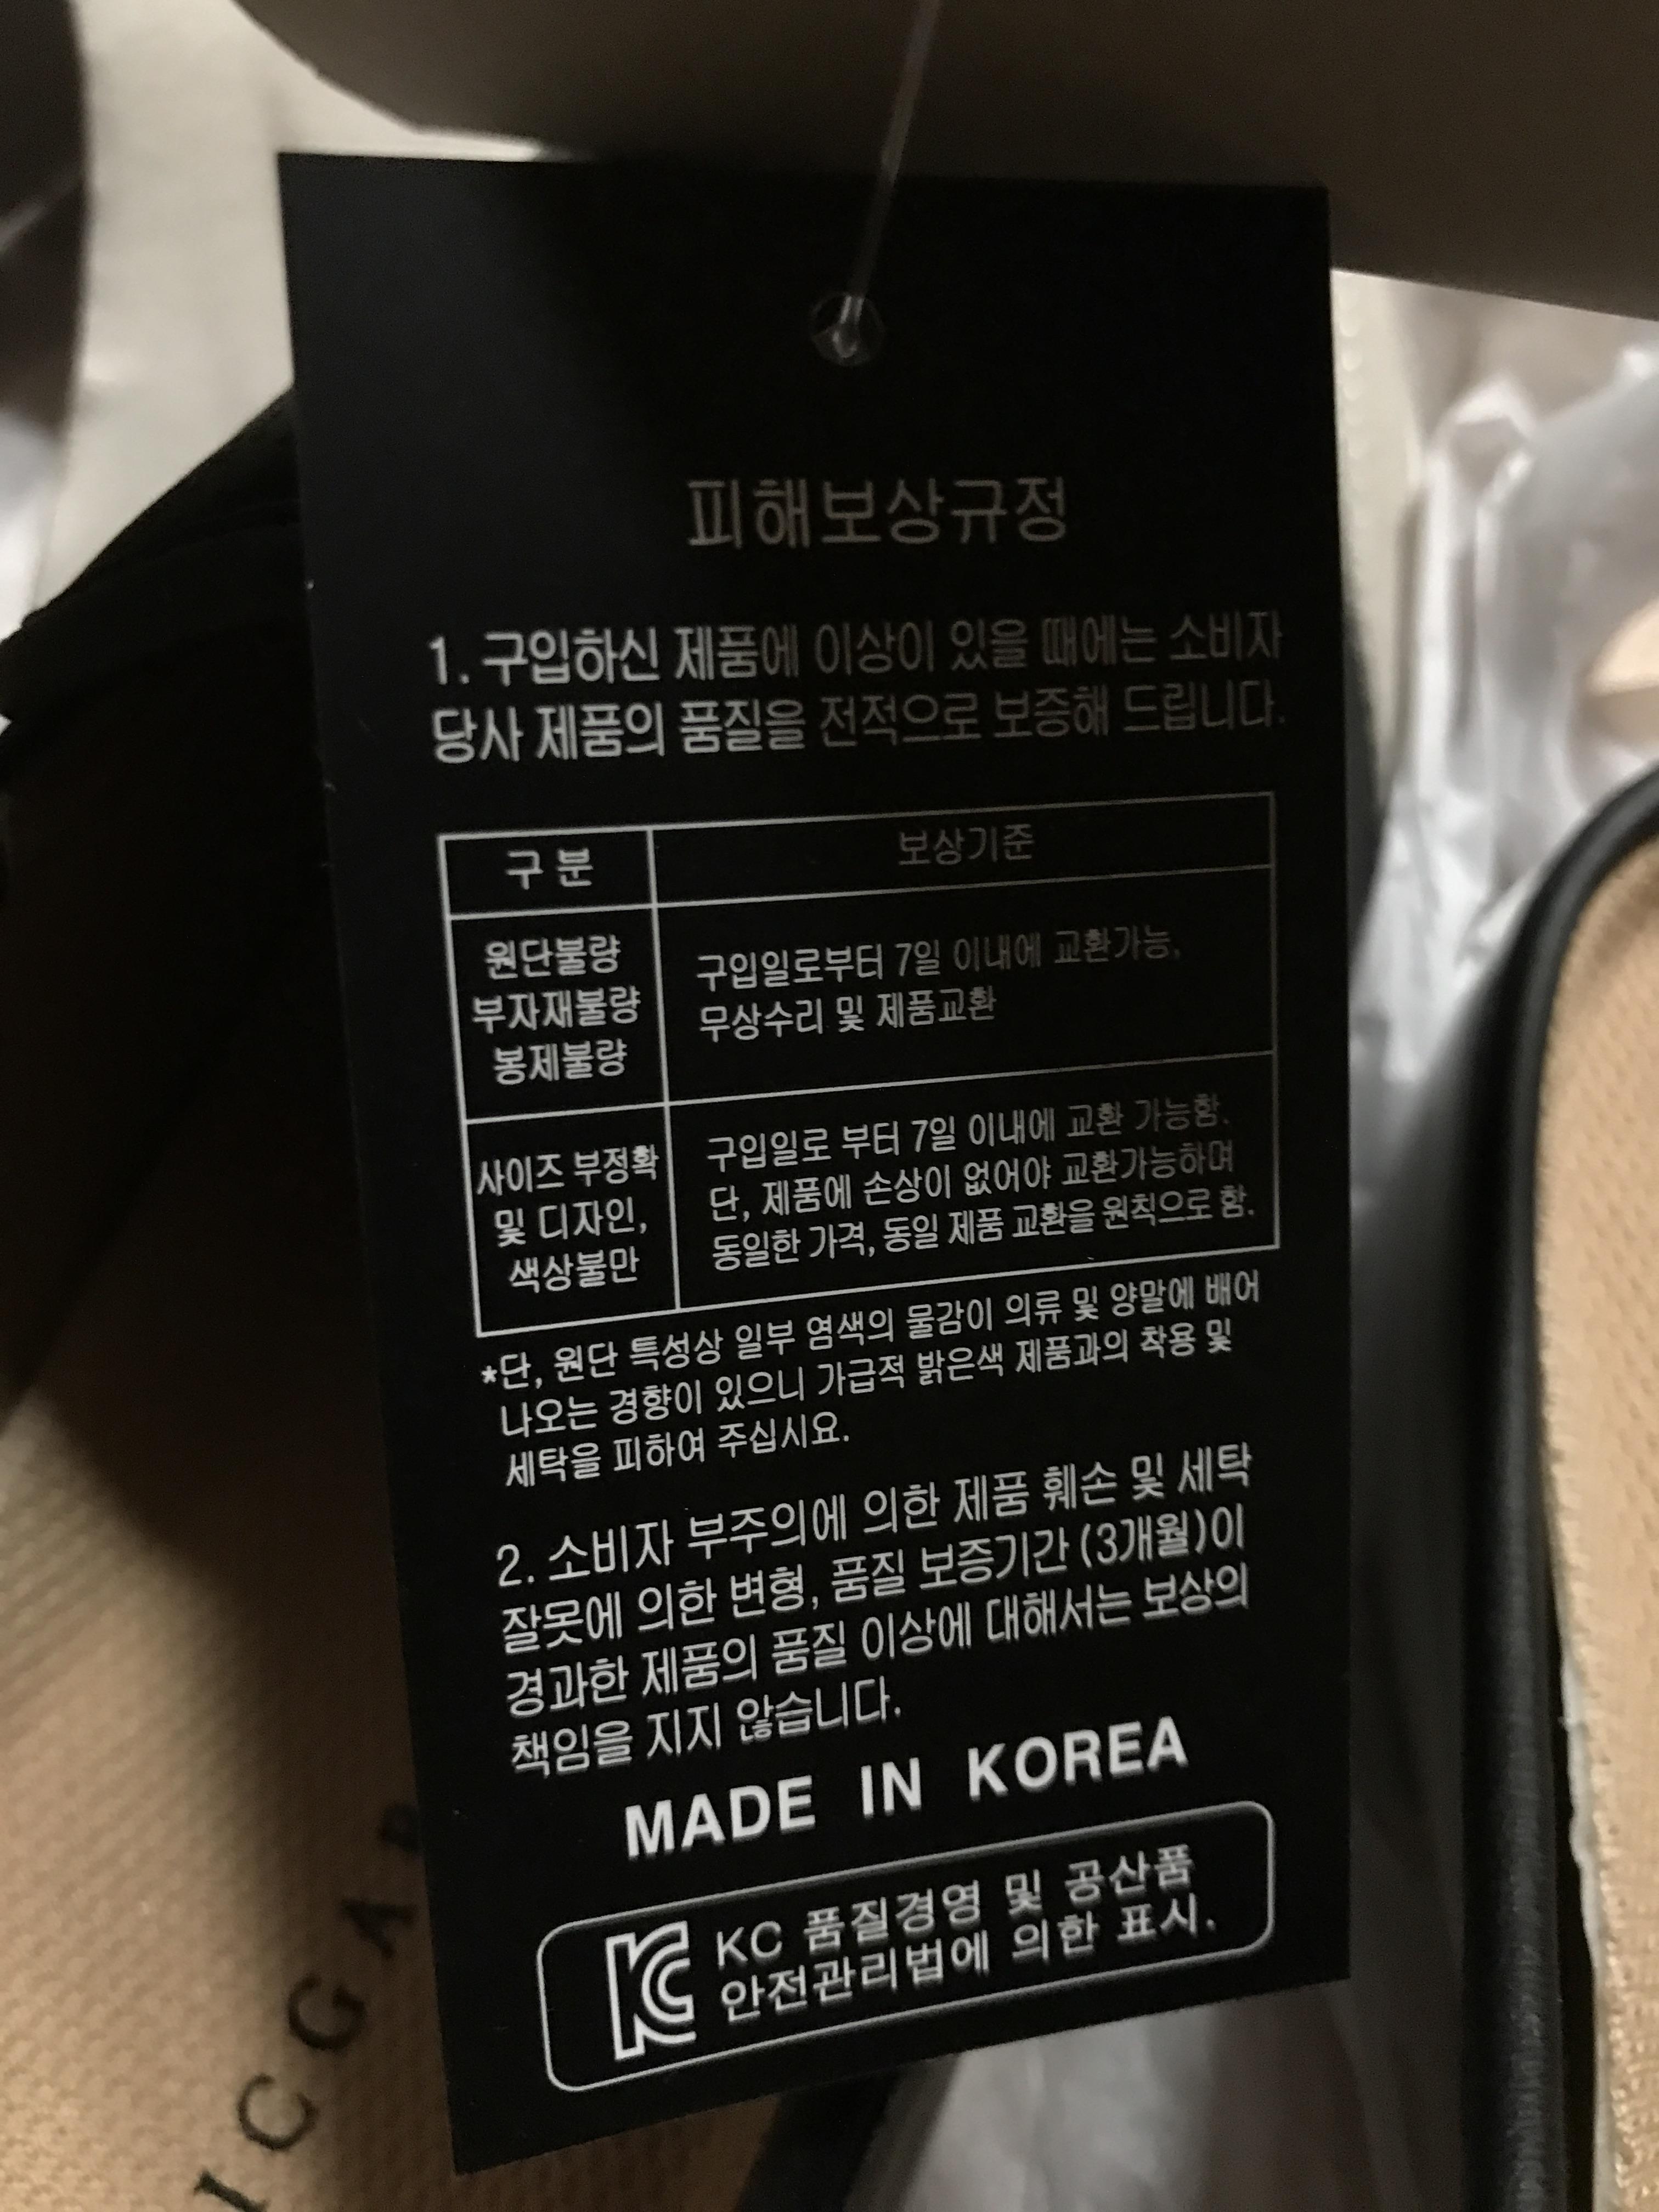 피해보상규정
1. 구입하신 제품에 이상이 있을 때에는 소비자
당사 제품의 품질을 전적으로 보증해 드립니다.
구 분
보상기준
원단불량
부자재불량
봉제불량
구입일로부터 7일 이내에 교환가능,
무상수리 및 제품교환
사이즈 부정확
및 디자인,
색상불만
구입일로 부터 7일 이내에 교환 가능함.
단, 제품에 손상이 없어야 교환가능하며
동일한 가격, 동일 제품 교환을 원칙으로 함.
*단, 원단 특성상 일부 염색의 물감이 의류 및 양말에 배어
나오는 경향이 있으니 가급적 밝은색 제품과의 착용 및
세탁을 피하여 주십시요.
2. 소비자 부주의에 의한 제품 훼손 및 세탁
잘못에 의한 변형, 품질 보증기간 (3개월)이
경과한 제품의 품질 이상에 대해서는 보상의
책임을 지지 않습니다.
MADE IN KOREA
KC KC 품질경영 및 공산품
안전관리법에 의한 표시.